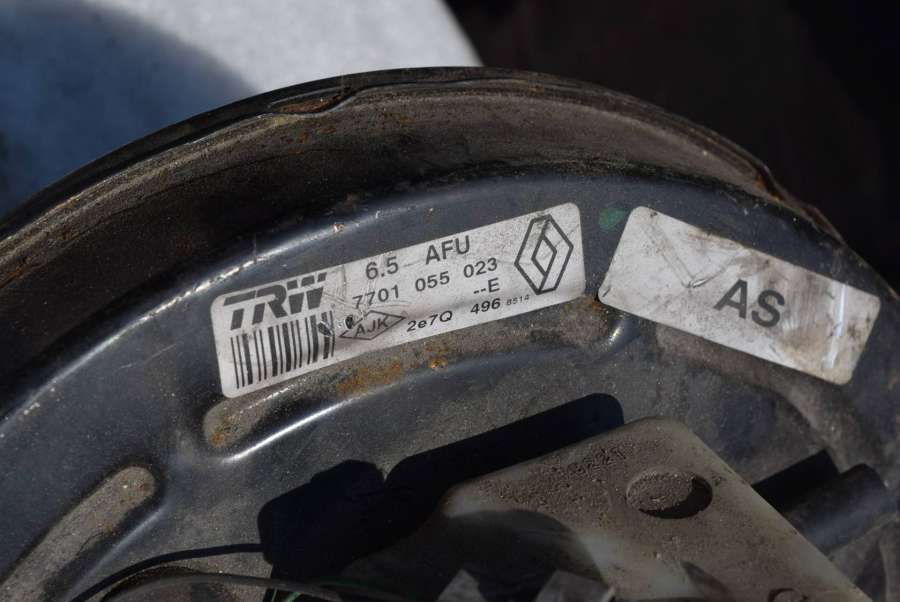 TRW 6.5 AFU
7701 055 023
--E
AJK 2e7Q 496 8514
AS